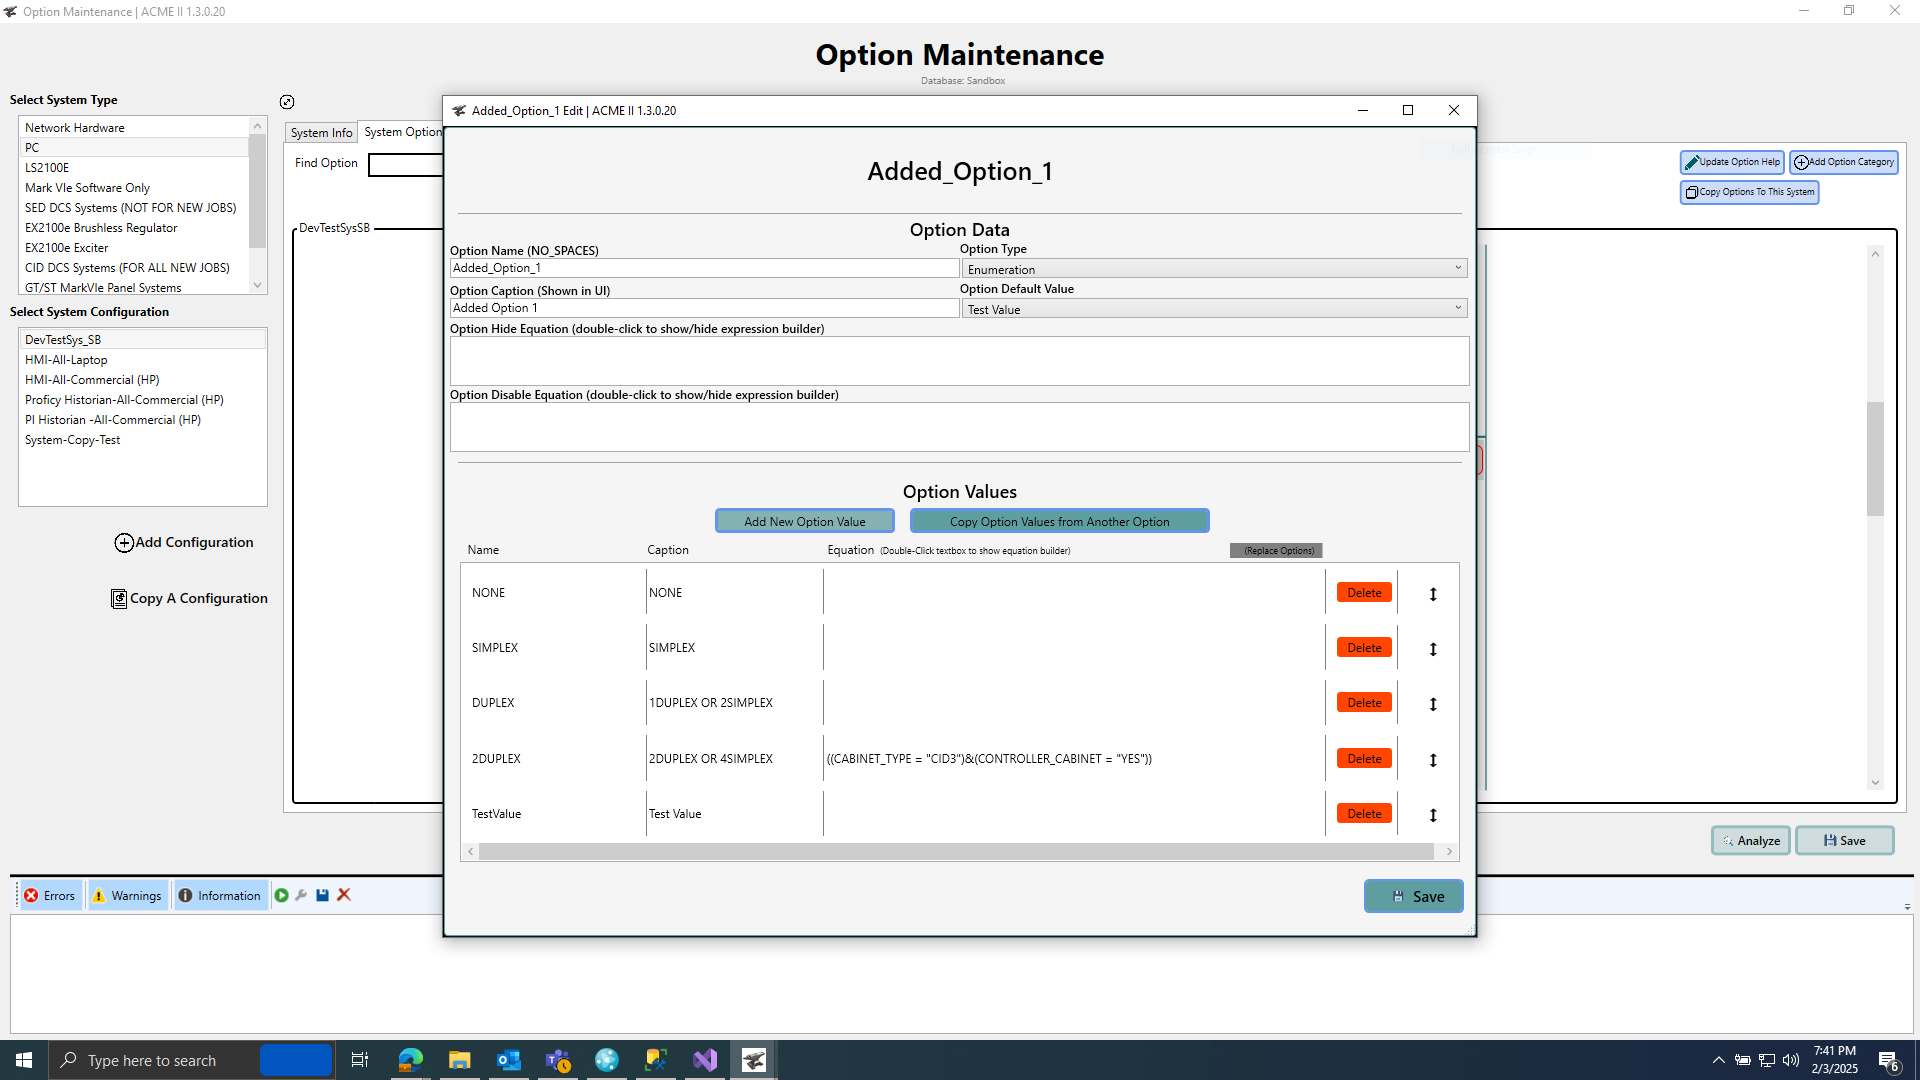 Option Maintenance | ACME II 1.3.0.20
Option Maintenance
Database: Sandbox
Select System Type
Network Hardware
PC
LS2100E
Mark VIe Software Only
SED DCS Systems (NOT FOR NEW JOBS)
EX2100e Brushless Regulator
EX2100e Exciter
CID DCS Systems (FOR ALL NEW JOBS)
GT/ST MarkVIe Panel Systems
Select System Configuration
DevTestSys_SB
HMI-All-Laptop
HMI-All-Commercial (HP)
Proficy Historian-All-Commercial (HP)
PI Historian -All-Commercial (HP)
System-Copy-Test
Add Configuration
Copy A Configuration
System Info
System Option
Find Option
DevTestSysSB
Update Option Help
Add Option Category
Copy Options To This System
Added_Option_1 Edit | ACME II 1.3.0.20
Added_Option_1
Option Data
Option Name (NO_SPACES)
Option Type
Added_Option_1
Enumeration
Option Caption (Shown in UI)
Option Default Value
Added Option 1
Test Value
Option Hide Equation (double-click to show/hide expression builder)
Option Disable Equation (double-click to show/hide expression builder)
Option Values
Add New Option Value
Copy Option Values from Another Option
Name
Caption
Equation (Double-Click textbox to show equation builder)
(Replace Options)
NONE
NONE
Delete
SIMPLEX
SIMPLEX
Delete
DUPLEX
1DUPLEX OR 2SIMPLEX
Delete
2DUPLEX
2DUPLEX OR 4SIMPLEX
((CABINET_TYPE = "CID3")&(CONTROLLER_CABINET = "YES"))
Delete
TestValue
Test Value
Delete
Save
Analyze
Save
Errors
Warnings
Information
Type here to search
7:41 PM
2/3/2025
6